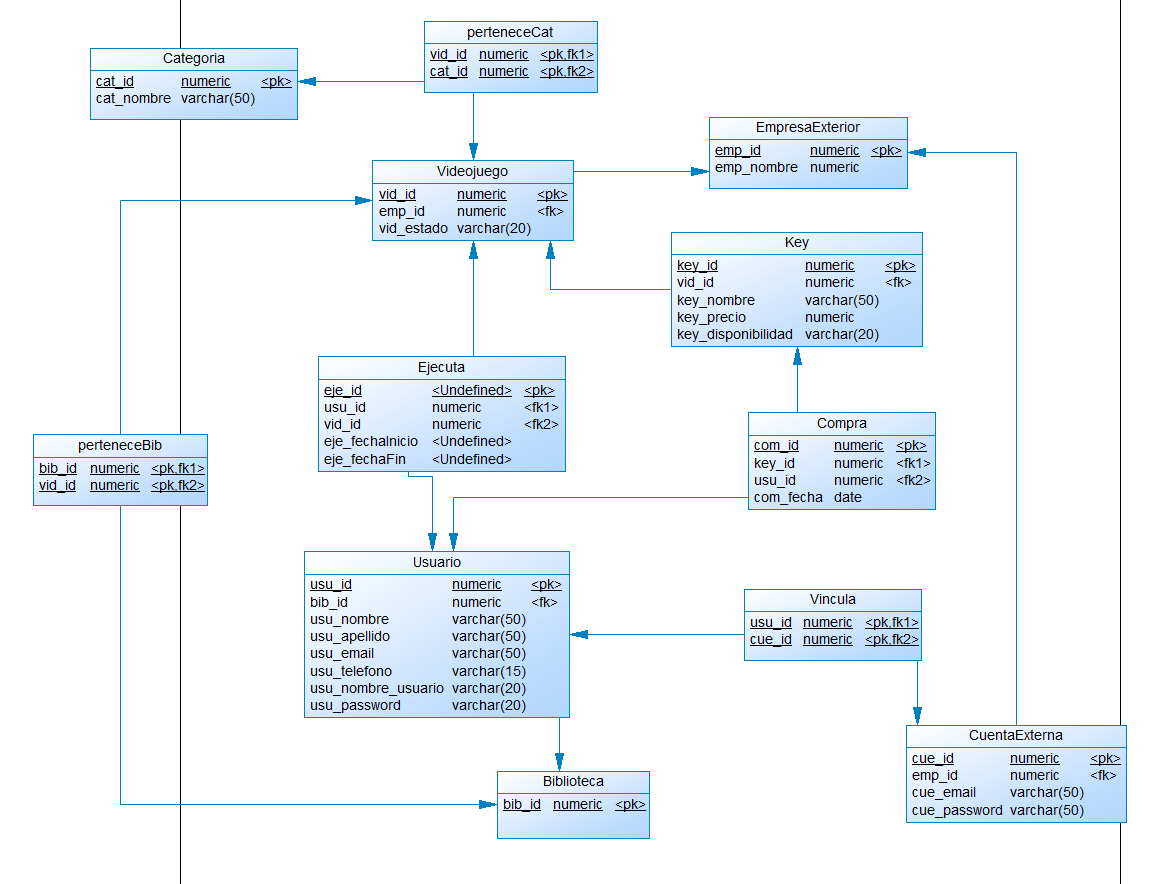 perteneceCat
vid_id numeric <pk,fk1>
cat_id numeric <pk,fk2>
Categoria
cat_id numeric <pk>
cat_nombre varchar(50)
EmpresaExterior
emp_id numeric <pk>
emp_nombre numeric
Videojuego
vid_id numeric <pk>
emp_id numeric <fk>
vid_estado varchar(20)
Key
key_id numeric <pk>
vid_id numeric <fk>
key_nombre varchar(50)
key_precio numeric
key_disponibilidad varchar(20)
Ejecuta
eje_id <Undefined> <pk>
usu_id numeric <fk1>
vid_id numeric <fk2>
eje_fechaInicio <Undefined>
eje_fechaFin <Undefined>
Compra
com_id numeric <pk>
key_id numeric <fk1>
usu_id numeric <fk2>
com_fecha date
perteneceBib
bib_id numeric <pk,fk1>
vid_id numeric <pk,fk2>
Usuario
usu_id numeric <pk>
bib_id numeric <fk>
usu_nombre varchar(50)
usu_apellido varchar(50)
usu_email varchar(50)
usu_telefono varchar(15)
usu_nombre_usuario varchar(20)
usu_password varchar(20)
Vincula
usu_id numeric <pk,fk1>
cue_id numeric <pk,fk2>
CuentaExterna
cue_id numeric <pk>
emp_id numeric <fk>
cue_email varchar(50)
cue_password varchar(50)
Biblioteca
bib_id numeric <pk>